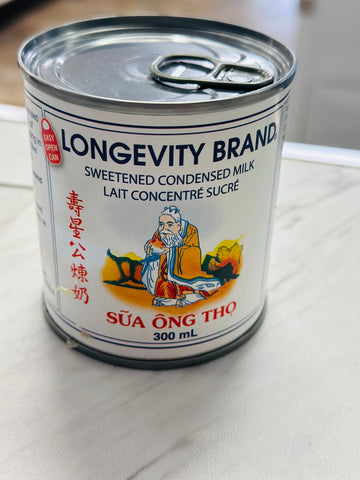 EASY
OPEN
CAN
LONGEVITY BRAND
SWEETENED CONDENSED MILK
LAIT CONCENTRÉ SUCRÉ
壽星公煉奶
SỮA ÔNG THỌ
300 mL